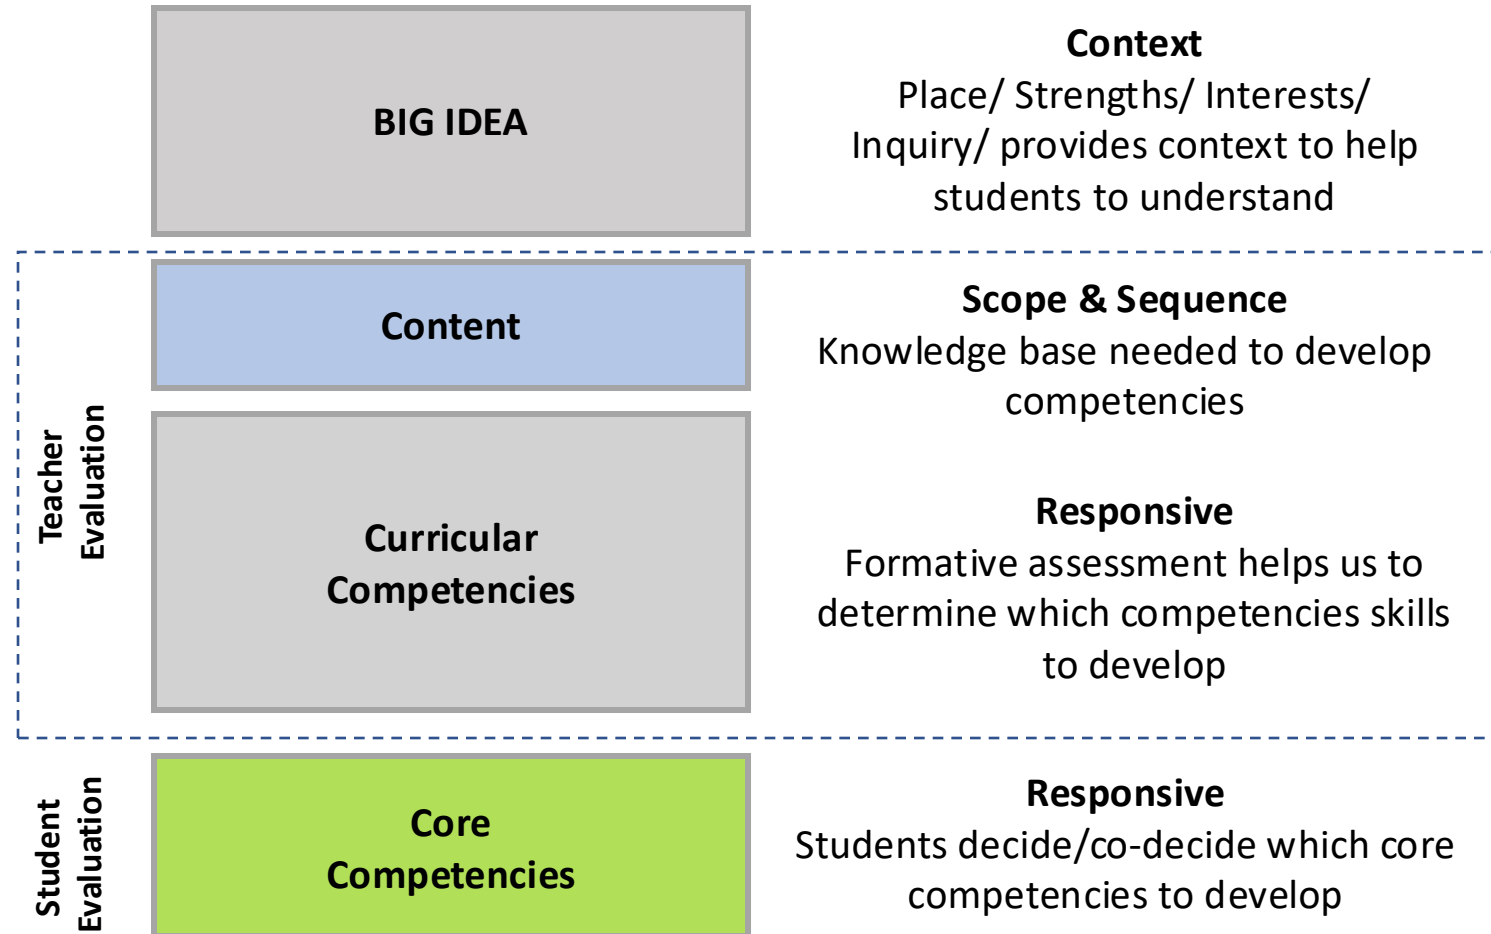 BIG IDEA
Context
Place/ Strengths/ Interests/
Inquiry/ provides context to help
students to understand
Teacher
Evaluation
Content
Scope & Sequence
Knowledge base needed to develop
competencies
Curricular
Competencies
Responsive
Formative assessment helps us to
determine which competencies skills
to develop
Student
Evaluation
Core
Competencies
Responsive
Students decide/co-decide which core
competencies to develop